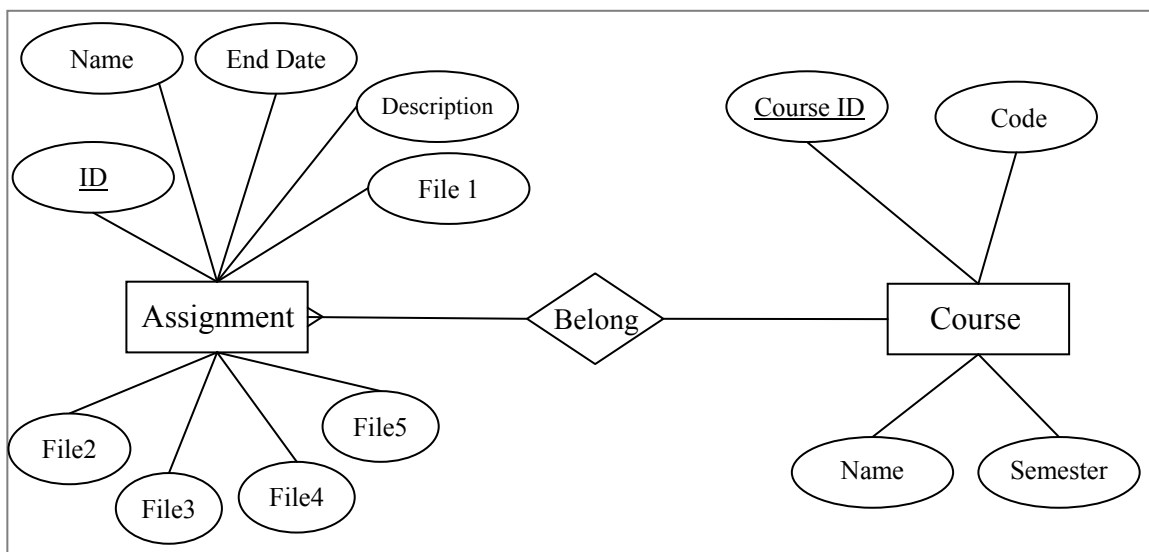 Name
End Date
Description
ID
File 1
Course ID
Code
Assignment
Belong
Course
File2
File3
File4
File5
Name
Semester